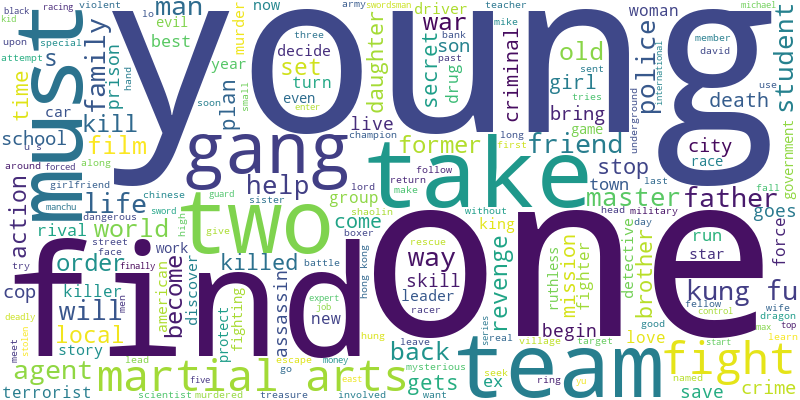 black
kid
racing
violent
man
young
army
swordsman
driver
teacher
mike
woman
michael
upon
special
lo
evil
now
war
bank
three
member
david
attempt
must
family
prison
best
murder
decide
daughter
secret
son
past
criminal
old
police
sent
tries
international
student
time
car
set
year
even
turn
drug
girl
death
hand
plan
soon
small
enter
bring
use
school
kill
live
champion
game
underground
city
government
film
gang
former
long
first
friend
stop
race
around
forced
along
take
town
last
girlfriend
chinese
help
lord
follow
return
make
master
father
fall
action
manchu
life
sword
guard
group
shaolin
without
head
military
goes
dangerous
sister
two
come
boxer
king
day
rival
world
high
give
way
star
run
forces
street
face
rescue
try
order
work
killed
battle
hong kong
skill
mission
fighter
detective
brother
kung fu
find
one
finally
become
discover
assassin
leader
revenge
ruthless
fellow
wife
cop
killer
american
men
expert
job
racer
dragon
will
fighting
new
begin
love
good
control
max
top
deadly
local
protect
hung
leave
series
real
village
target
start
learn
meet
story
escape
back
mysterious
team
fight
stolen
agent
lead
martial arts
go
money
gets
ex
seek
ring
yu
named
save
crime
terrorist
scientist
murdered
five
treasure
east
involved
want